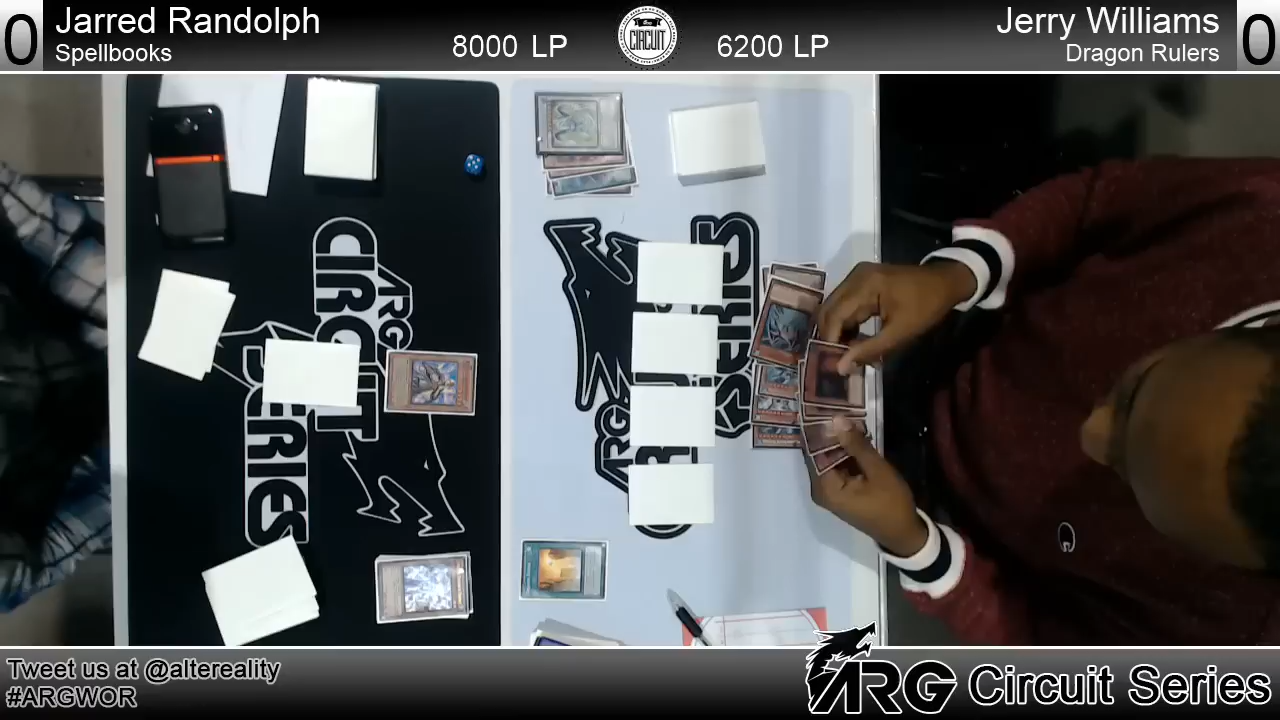 0
Jarred Randolph
Spellbooks
8000 LP
CIRCUIT
6200 LP
Jerry Williams
Dragon Rulers
0
ARG
CIRCUIT
SERIES
ARG
SERIES
Tweet us at @altereality
#ARGWOR
ARG Circuit Series